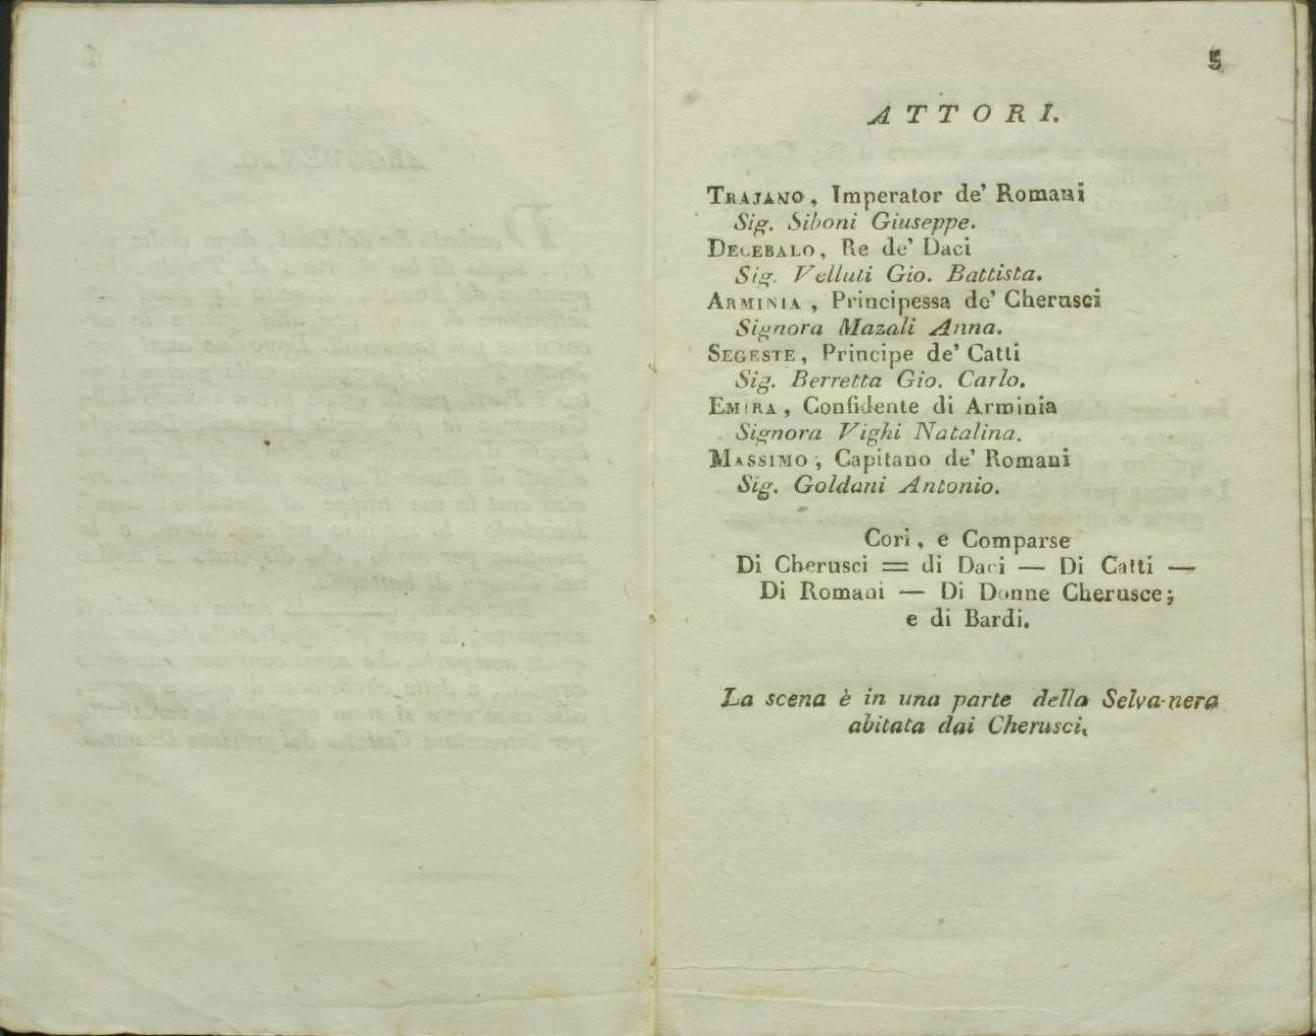 5
ATTORI.
TRAJANO, Imperator de' Romani
Sig. Siboni Giuseppe.
DECEBALO, Re de' Daci
Sig. Velluti Gio. Battista.
ARMINIA, Principessa de' Cherusci
Signora Mazali Anna.
SEGESTE, Principe de' Catti
Sig. Berretta Gio. Carlo.
EMIRA, Confidente di Arminia
Signora Vighi Natalina.
MASSIMO, Capitano de' Romani
Sig. Goldani Antonio.
Cori, e Comparse
Di Cherusci = di Daci — Di Catti —
Di Romani — Di Donne Cherusce;
e di Bardi.
La scena è in una parte della Selva-nera
abitata dai Cherusci.